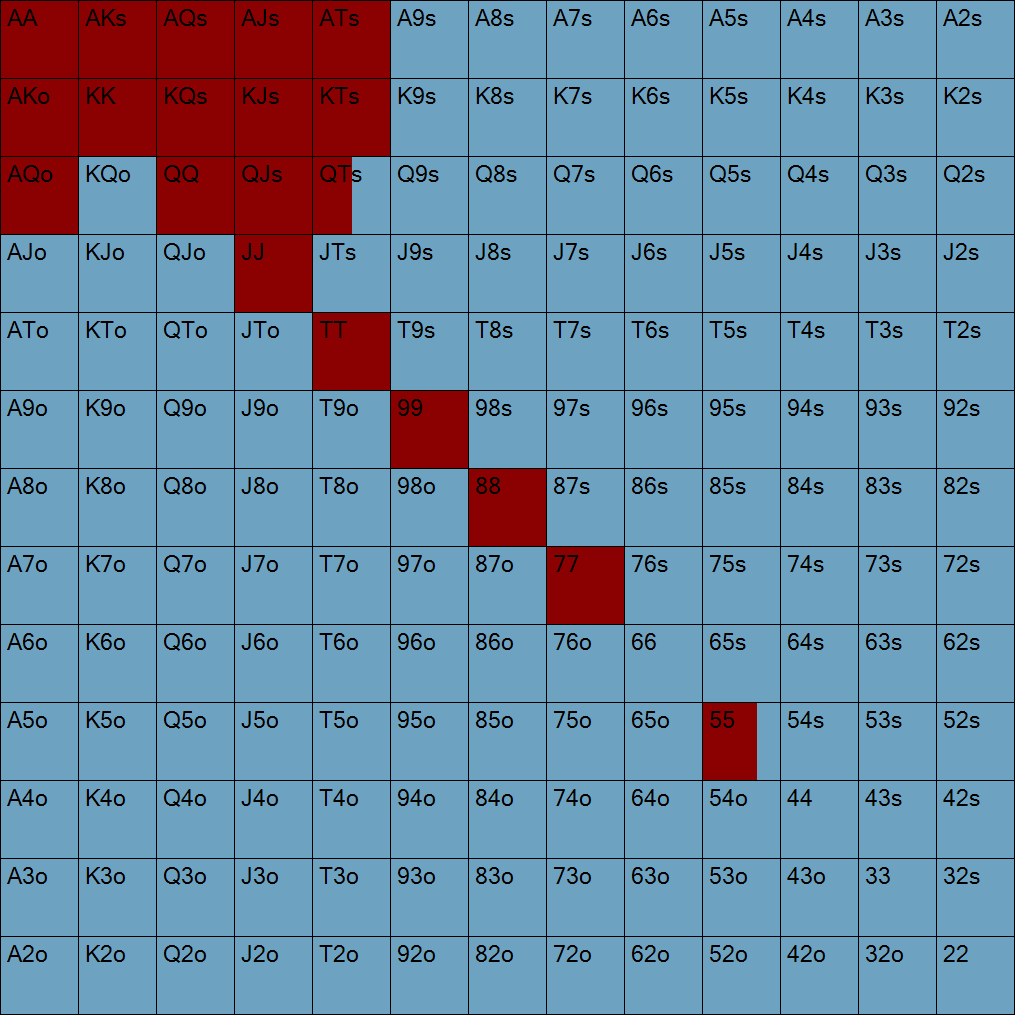 AA AKs AQs AJs ATs A9s A8s A7s A6s A5s A4s A3s A2s
AKo KK KQs KJs KTs K9s K8s K7s K6s K5s K4s K3s K2s
AQo KQo QQ QJs QTs Q9s Q8s Q7s Q6s Q5s Q4s Q3s Q2s
AJo KJo QJo JJ JTs J9s J8s J7s J6s J5s J4s J3s J2s
ATo KTo QTo JTo TT T9s T8s T7s T6s T5s T4s T3s T2s
A9o K9o Q9o J9o T9o 99 98s 97s 96s 95s 94s 93s 92s
A8o K8o Q8o J8o T8o 98o 88 87s 86s 85s 84s 83s 82s
A7o K7o Q7o J7o T7o 97o 87o 77 76s 75s 74s 73s 72s
A6o K6o Q6o J6o T6o 96o 86o 76o 66 65s 64s 63s 62s
A5o K5o Q5o J5o T5o 95o 85o 75o 65o 55 54s 53s 52s
A4o K4o Q4o J4o T4o 94o 84o 74o 64o 54o 44 43s 42s
A3o K3o Q3o J3o T3o 93o 83o 73o 63o 53o 43o 33 32s
A2o K2o Q2o J2o T2o 92o 82o 72o 62o 52o 42o 32o 22